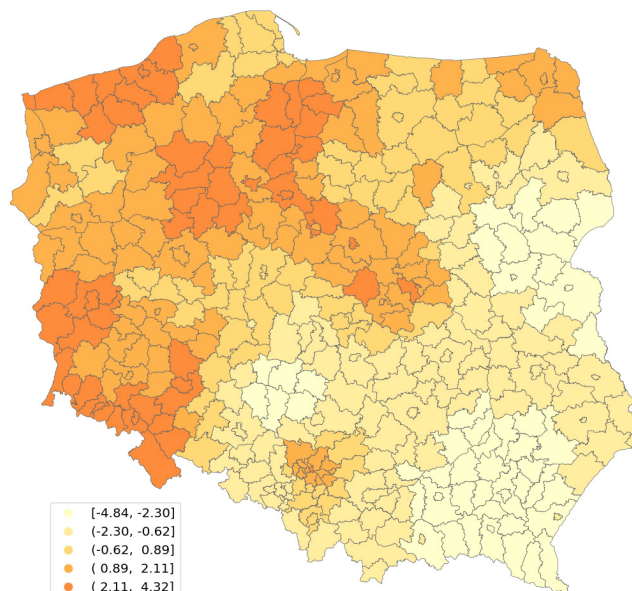 [-4.84, -2.30]
(-2.30, -0.62]
(-0.62,  0.89]
( 0.89,  2.11]
( 2.11,  4.32]